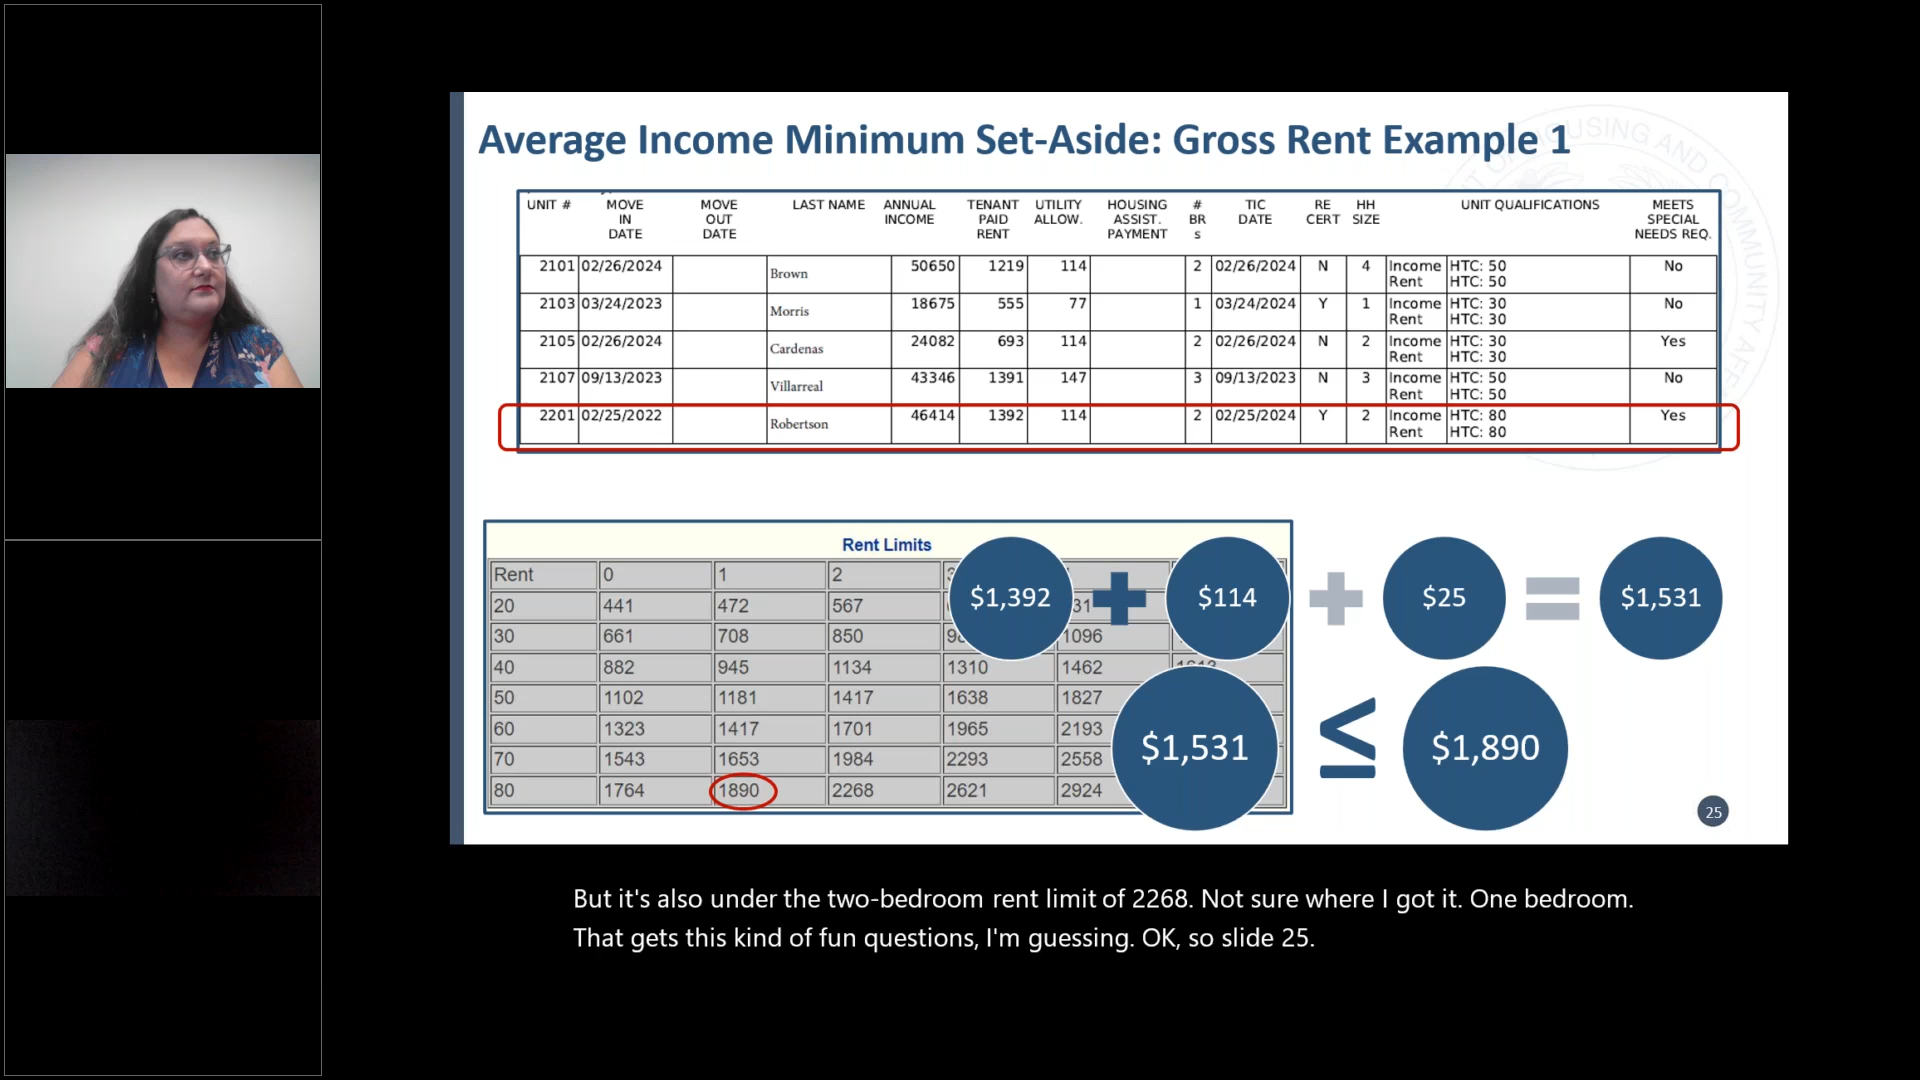 Average Income Minimum Set-Aside: Gross Rent Example 1
UNIT # MOVE IN DATE MOVE OUT DATE LAST NAME ANNUAL INCOME TENANT PAID RENT UTILITY ALLOW. HOUSING ASSIST. PAYMENT # BR s TIC DATE RE CERT HH SIZE UNIT QUALIFICATIONS MEETS SPECIAL NEEDS REQ.
2101 02/26/2024 Brown 50650 1219 114 2 02/26/2024 N 4 Income HTC: 50 No
Rent HTC: 50
2103 03/24/2023 Morris 18675 555 77 1 03/24/2024 Y 1 Income HTC: 30 No
Rent HTC: 30
2105 02/26/2024 Cardenas 24082 693 114 2 02/26/2024 N 2 Income HTC: 30 Yes
Rent HTC: 30
2107 09/13/2023 Villarreal 43346 1391 147 3 09/13/2023 N 3 Income HTC: 50 No
Rent HTC: 50
2201 02/25/2022 Robertson 46414 1392 114 2 02/25/2024 Y 2 Income HTC: 80 Yes
Rent HTC: 80
Rent Limits
Rent 0 1 2
20 441 472 567
30 661 708 850 1096
40 882 945 1134 1310 1462
50 1102 1181 1417 1638 1827
60 1323 1417 1701 1965 2193
70 1543 1653 1984 2293 2558
80 1764 1890 2268 2621 2924
$1,392 + $114 + $25 = $1,531
$1,531 ≤ $1,890
25
But it's also under the two-bedroom rent limit of 2268. Not sure where I got it. One bedroom.
That gets this kind of fun questions, I'm guessing. OK, so slide 25.